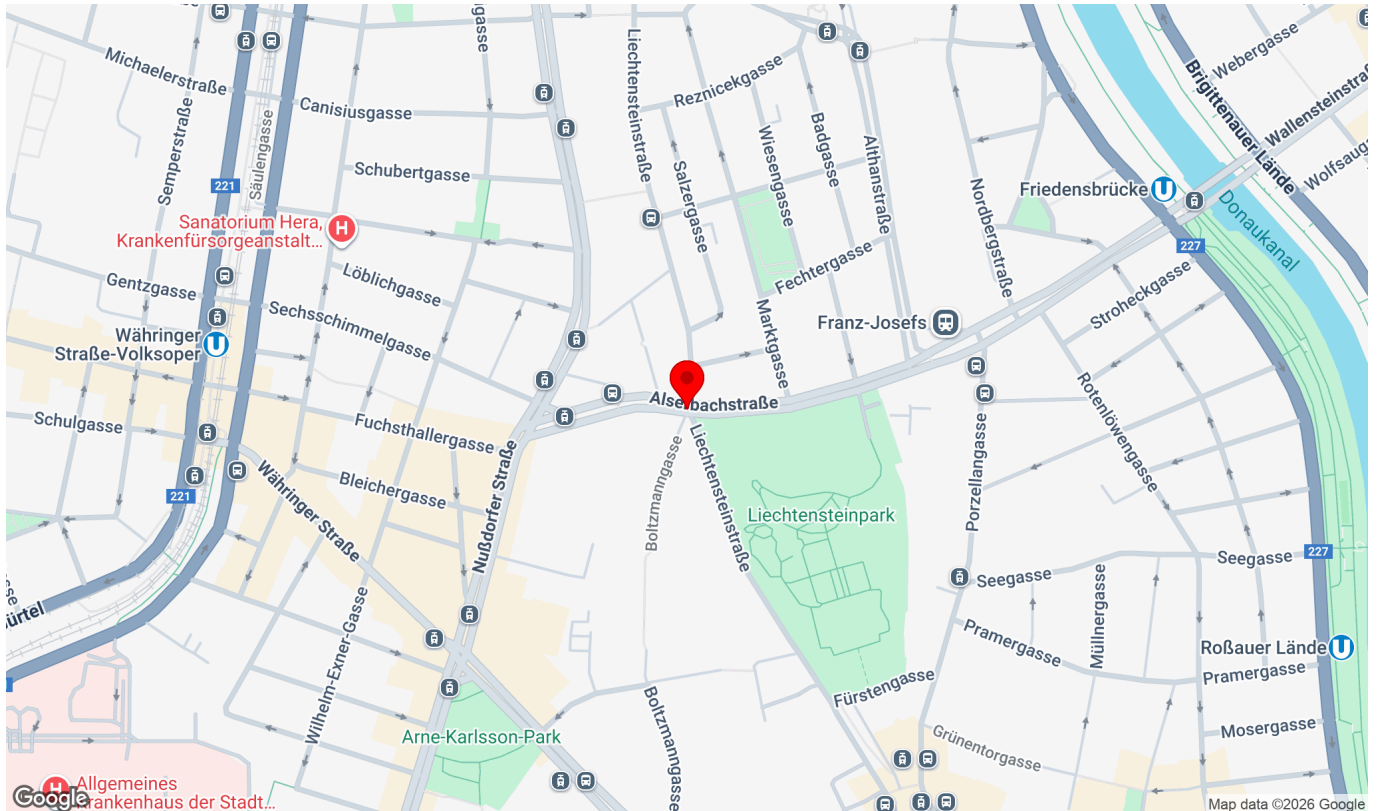 Michaelerstraße
Semperstraße
Säulengasse
Canisiusgasse
Schubertgasse
gasse
Liechtensteinstraße
Reznicekgasse
Salzergasse
Wiesengasse
Badgasse
Althanstraße
Nordbergstraße
Friedensbrücke
Brigittenauer Lände
Webergasse
Wallensteinstraß
Wolfsaug
Donaukanal
221
227
Sanatorium Hera,
Krankenfürsorgeanstalt...
Gentzgasse
Löblichgasse
Sechsschimmelgasse
Fechtergasse
Marktgasse
Franz-Josefs
Stroheckgasse
Währinger
Straße-Volksoper
Alserbachstraße
Schulgasse
Fuchsthallergasse
Bleichergasse
Währinger Straße
Nußdorfer Straße
Boltzmanngasse
Liechtensteinstraße
Liechtensteinpark
Porzellangasse
Rotenlöwengasse
221
Seegasse
Seegasse
227
Müllnergasse
Pramergasse
Roßauer Lände
Pramergasse
Mosergasse
Fürstengasse
Grünentorgasse
Wilhelm-Exner-Gasse
Arne-Karlsson-Park
Boltzmanngasse
Allgemeines
Krankenhaus der Stadt...
Google
Map data ©2026 Google